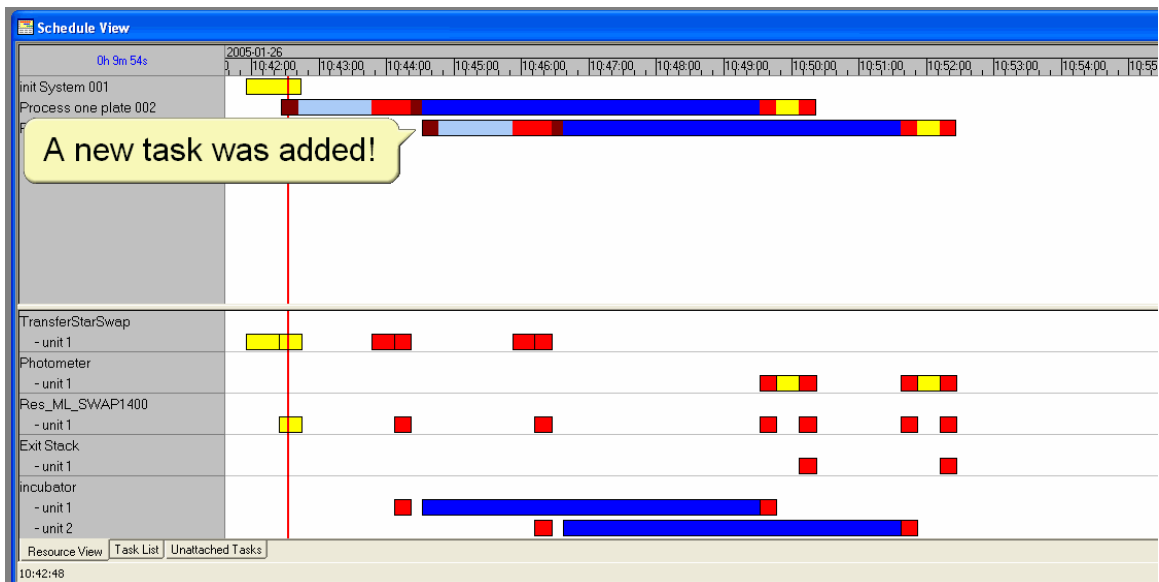 Schedule View
0h 9m 54s
2005-01-26
10:42:00 10:43:00 10:44:00 10:45:00 10:46:00 10:47:00 10:48:00 10:49:00 10:50:00 10:51:00 10:52:00 10:53:00 10:54:00 10:55
init System 001
Process one plate 002
A new task was added!
TransferStarSwap
- unit 1
Photometer
- unit 1
Res_ML_SWAP1400
- unit 1
Exit Stack
- unit 1
incubator
- unit 1
- unit 2
Resource View Task List Unattached Tasks
10:42:48